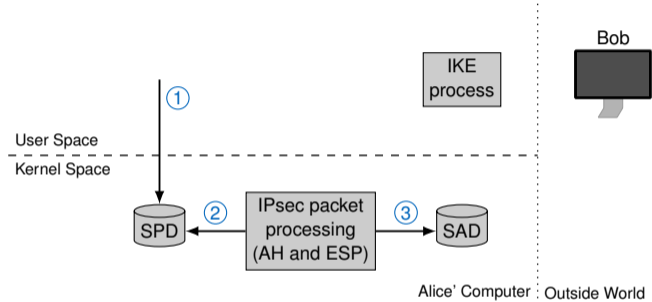 Bob
IKE
process
1
User Space
Kernel Space
SPD
2
IPsec packet
processing
(AH and ESP)
3
SAD
Alice' Computer
Outside World